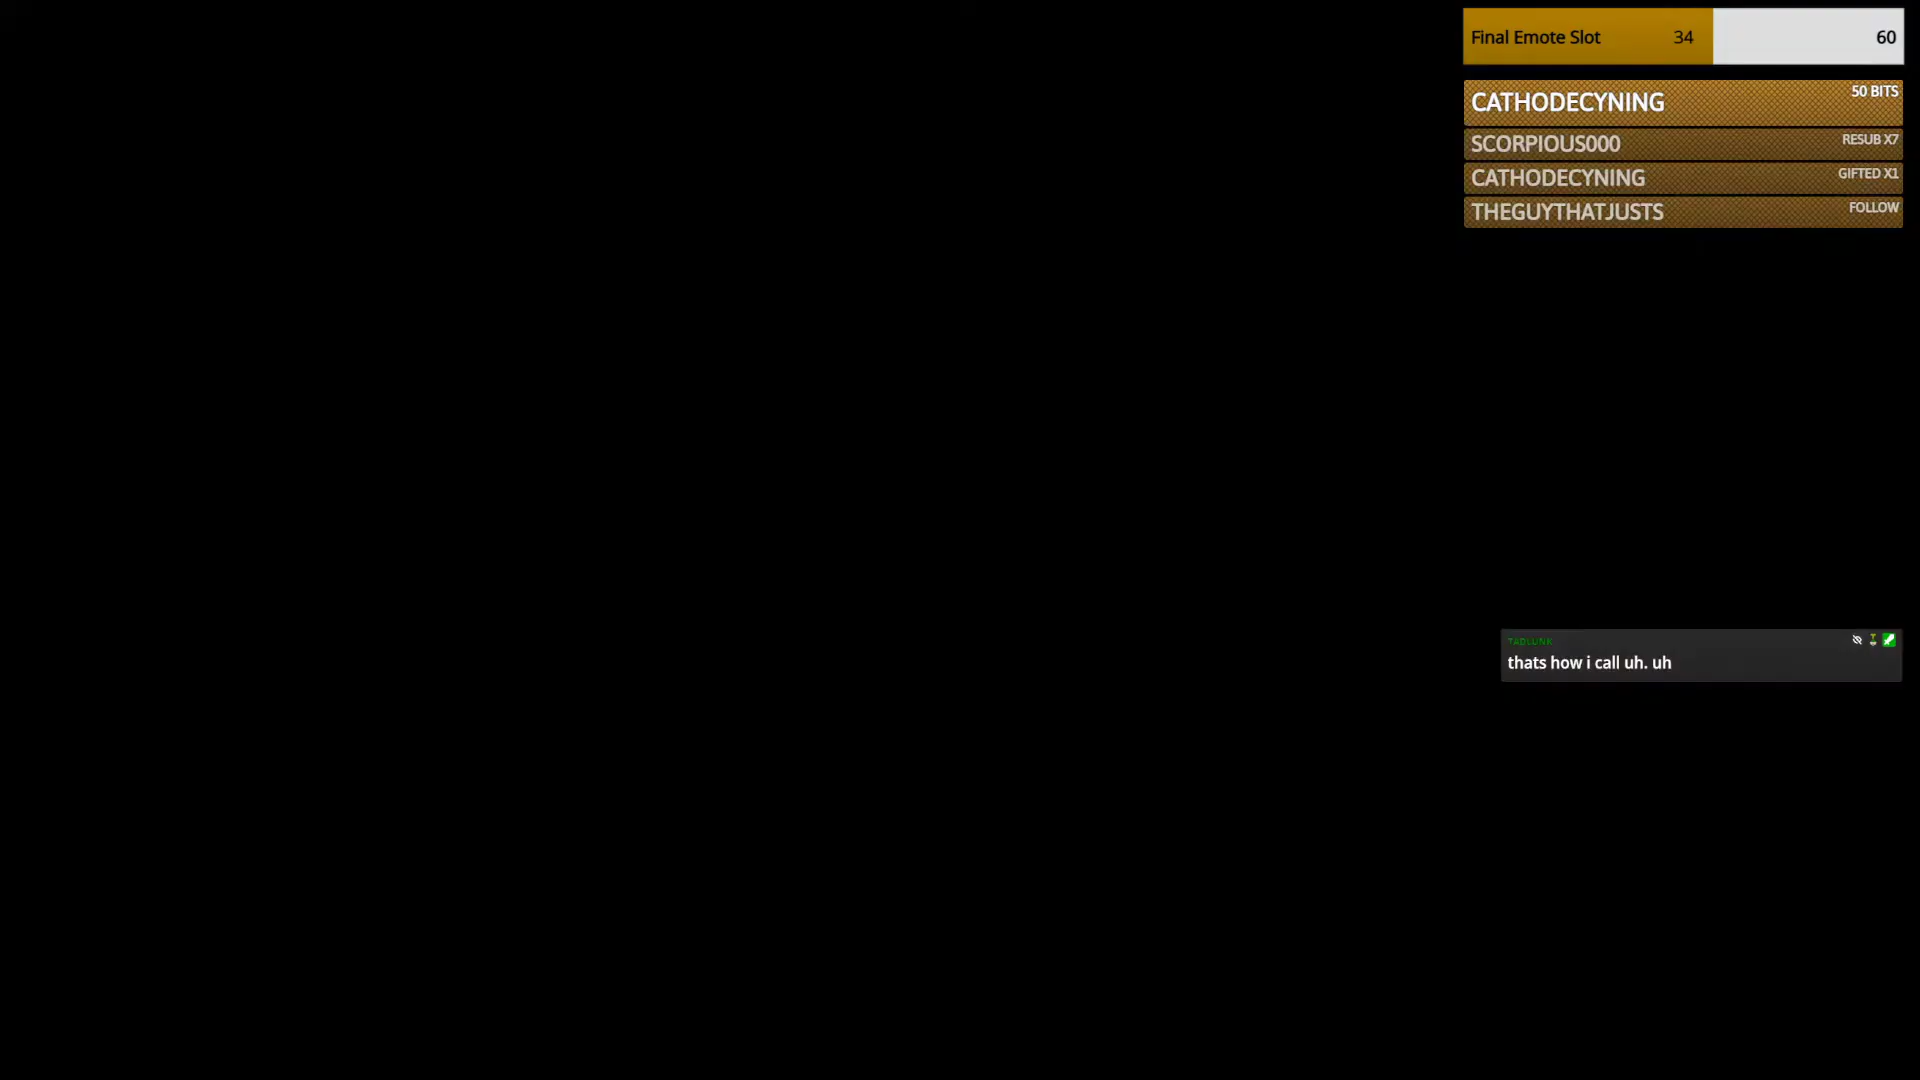 Final Emote Slot 34 60
CATHODECYNING 50 BITS
SCORPIOUS000 RESUB X7
CATHODECYNING GIFTED X1
THEGUYTHATJUSTS FOLLOW
TADLUNK
thats how i call uh. uh